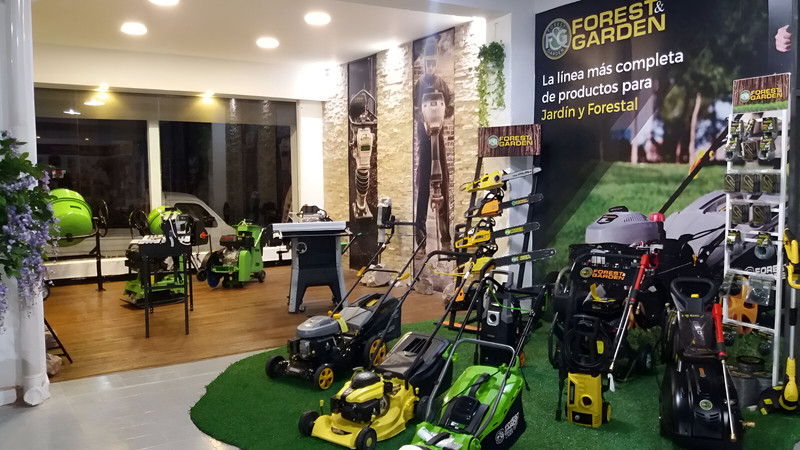 FOREST&
GARDEN
F&G
La línea más completa
de productos para
Jardín y Forestal
FOREST&
GARDEN
FOREST&
GARDEN
FOREST&
GARDEN